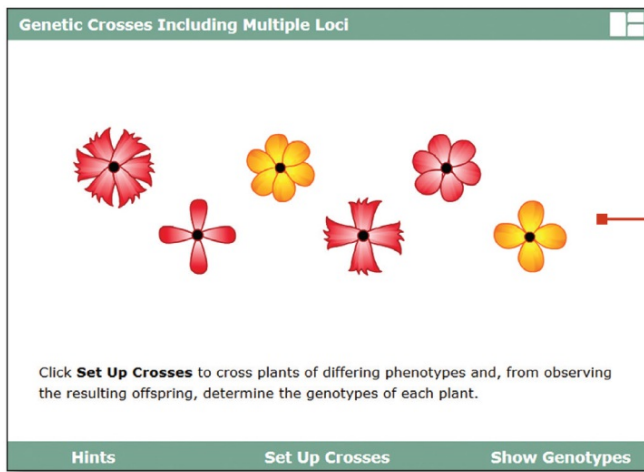 Genetic Crosses Including Multiple Loci
Click Set Up Crosses to cross plants of differing phenotypes and, from observing
the resulting offspring, determine the genotypes of each plant.
Hints Set Up Crosses Show Genotypes